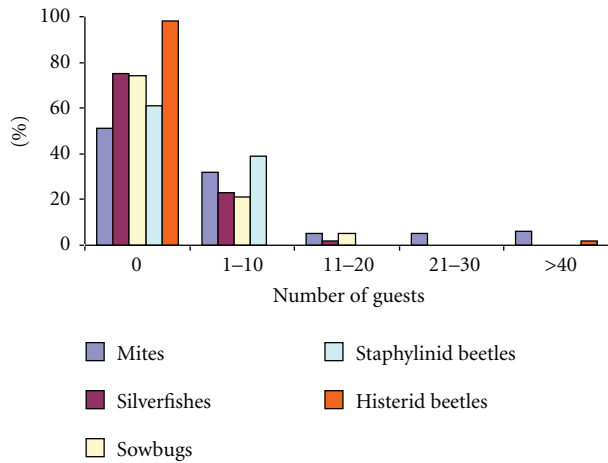 100
80
60
40
20
0
(%)
0 1–10 11–20 21–30 >40
Number of guests
Mites
Silverfishes
Sowbugs
Staphylinid beetles
Histerid beetles